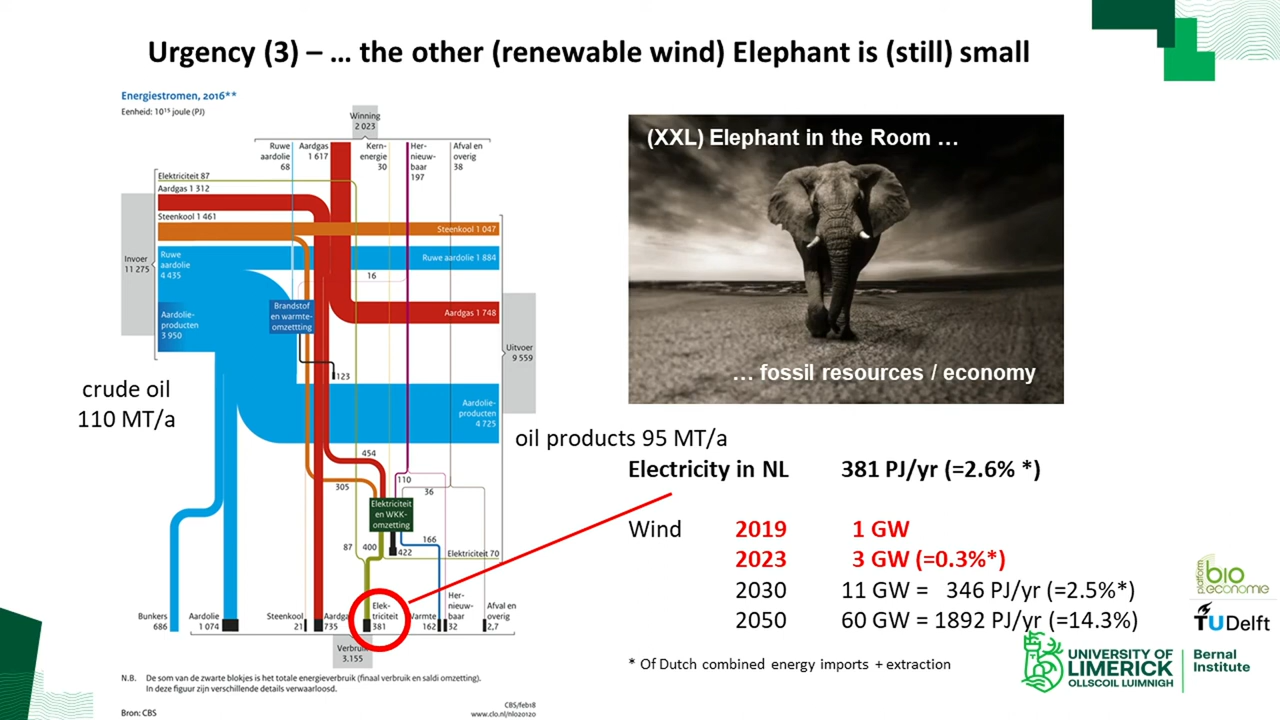 Urgency (3) – … the other (renewable wind) Elephant is (still) small
Energiestromen, 2016**
Eenheid: 10¹⁵ joule (PJ)
Winning
2 023
Ruwe
aardolie
68
Aardgas
1 617
Kern-
energie
30
Her-
nieuw-
baar
197
Afval en
overig
38
Elektriciteit 87
Aardgas 1 312
Steenkool 1 461
Steenkool 1 047
Invoer
11 275
Ruwe
aardolie
4 435
Ruwe aardolie 1 884
16
Brandstof
en warmte-
omzettting
Aardolie-
producten
3 950
Aardgas 1 748
Uitvoer
9 559
123
crude oil
110 MT/a
Aardolie-
producten
4 725
oil products 95 MT/a
454
305
110
36
Elektriciteit
en WKK-
omzetting
87
400
422
166
Elektriciteit 70
Bunkers
686
Aardolie
1 074
Steenkool
21
Aardgas
735
Elek-
triciteit
381
Warmte
162
Her-
nieuw-
baar
32
Afval en
overig
2,7
Verbruik
3.155
N.B. De som van de zwarte blokjes is het totale energieverbruik (finaal verbruik en saldi omzetting).
In deze figuur zijn verschillende details verwaarloosd.
Bron: CBS
CBS/feb18
www.clo.nl/nl020120
(XXL) Elephant in the Room …
… fossil resources / economy
Electricity in NL 381 PJ/yr (=2.6% *)
Wind 2019 1 GW
2023 3 GW (=0.3%*)
2030 11 GW = 346 PJ/yr (=2.5%*)
2050 60 GW = 1892 PJ/yr (=14.3%)
* Of Dutch combined energy imports + extraction
platform
bio
economie
TU Delft
UNIVERSITY OF
LIMERICK
OLLSCOIL LUIMNIGH
Bernal
Institute